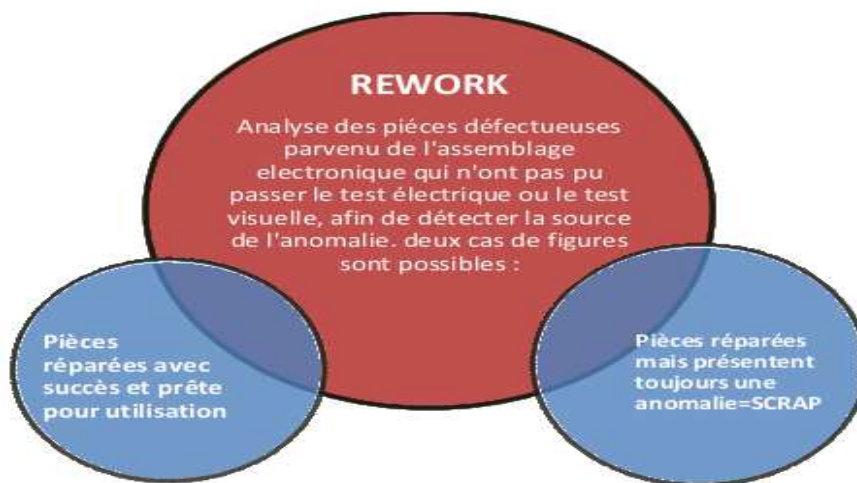 REWORK
Analyse des piéces défectueuses
parvenu de l'assemblage
electronique qui n'ont pas pu
passer le test électrique ou le test
visuelle, afin de détecter la source
de l'anomalie. deux cas de figures
sont possibles :
Pièces
réparées avec
succès et prête
pour utilisation
Pièces réparées
mais présentent
toujours une
anomalie=SCRAP